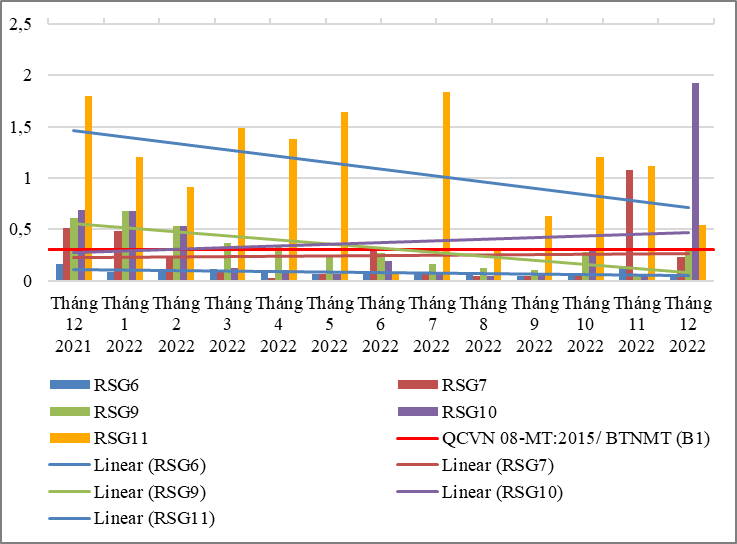 2,5
2
1,5
1
0,5
0
Tháng Tháng Tháng Tháng Tháng Tháng Tháng Tháng Tháng Tháng Tháng Tháng Tháng
12 1 2 3 4 5 6 7 8 9 10 11 12
2021 2022 2022 2022 2022 2022 2022 2022 2022 2022 2022 2022 2022
RSG6 RSG7
RSG9 RSG10
RSG11 QCVN 08-MT:2015/ BTNMT (B1)
Linear (RSG6) Linear (RSG7)
Linear (RSG9) Linear (RSG10)
Linear (RSG11)